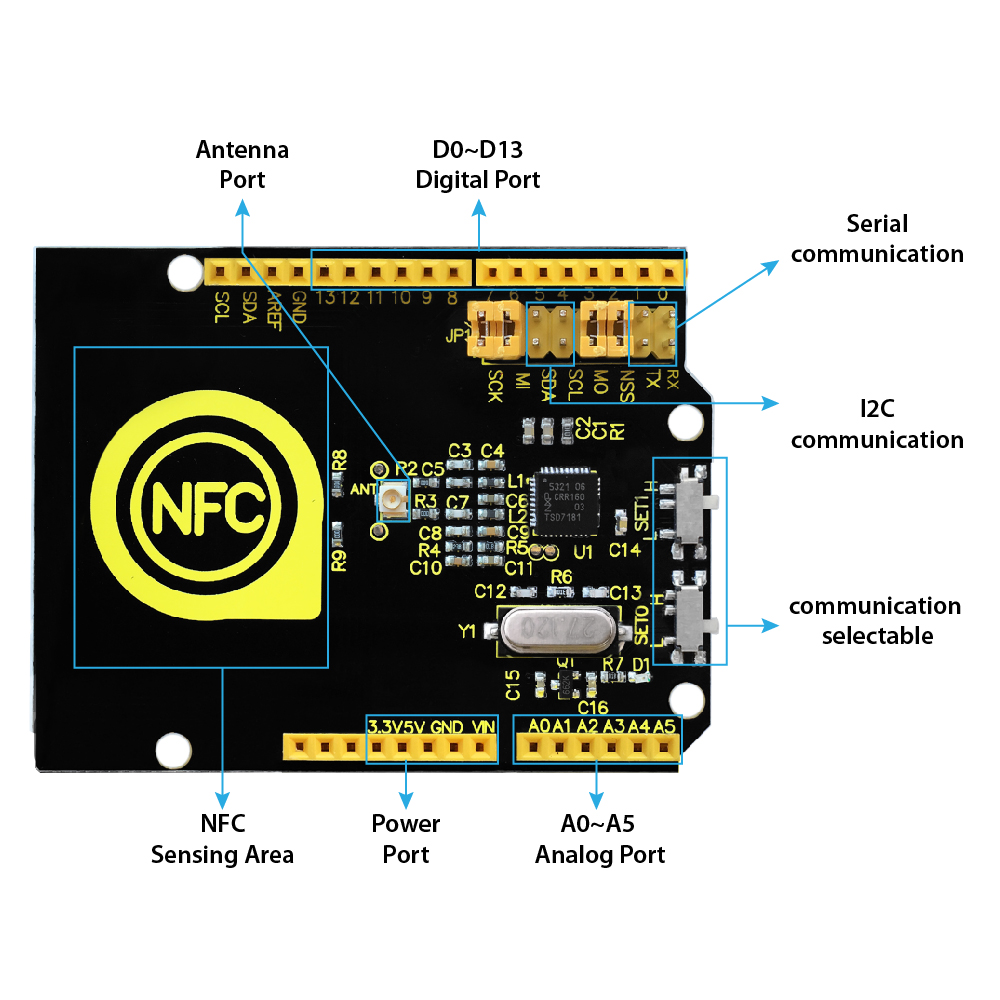 Antenna
Port
D0~D13
Digital Port
Serial
communication
SCL
SDA
AREF
GND
13 12 11 10 9 8
7 6 5 4 3 2 1 0
JP1
SCK
MI
SDA
SCL
MO
NSS
TX
RX
I2C
communication
C2
C1
R1
NFC
R8
R9
ANT
R2 C5
R3
C3 C4
L1
C7
C6
L2
C8
C9
R4
R5
C10
C11
5321 06
CRR160
03
TSD7181
U1
C14
H
SET1
L
H
SET0
L
communication
selectable
C12
R6
C13
Y1
Q1
R7 D1
C15
662K
C16
3.3V 5V GND VIN
A0 A1 A2 A3 A4 A5
NFC
Sensing Area
Power
Port
A0~A5
Analog Port